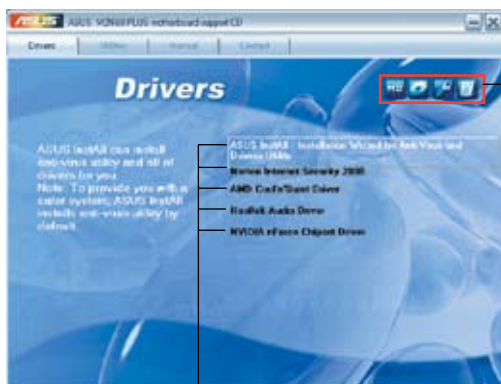 ASUS M2N68 PLUS motherboard support CD
Drivers Utilities manual Contact
Drivers
ASUS InstAll can install
anti-virus utility and all of
drivers for you.
Note: To provide you with a
safer system, ASUS InstAll
installs anti-virus utility by
default.
ASUS InstAll - Installation Wizard for Anti-Virus and
Drivers Utility
Norton Internet Security 2008
AMD Cool'n'Quiet Driver
Realtek Audio Driver
NVIDIA nForce Chipset Driver